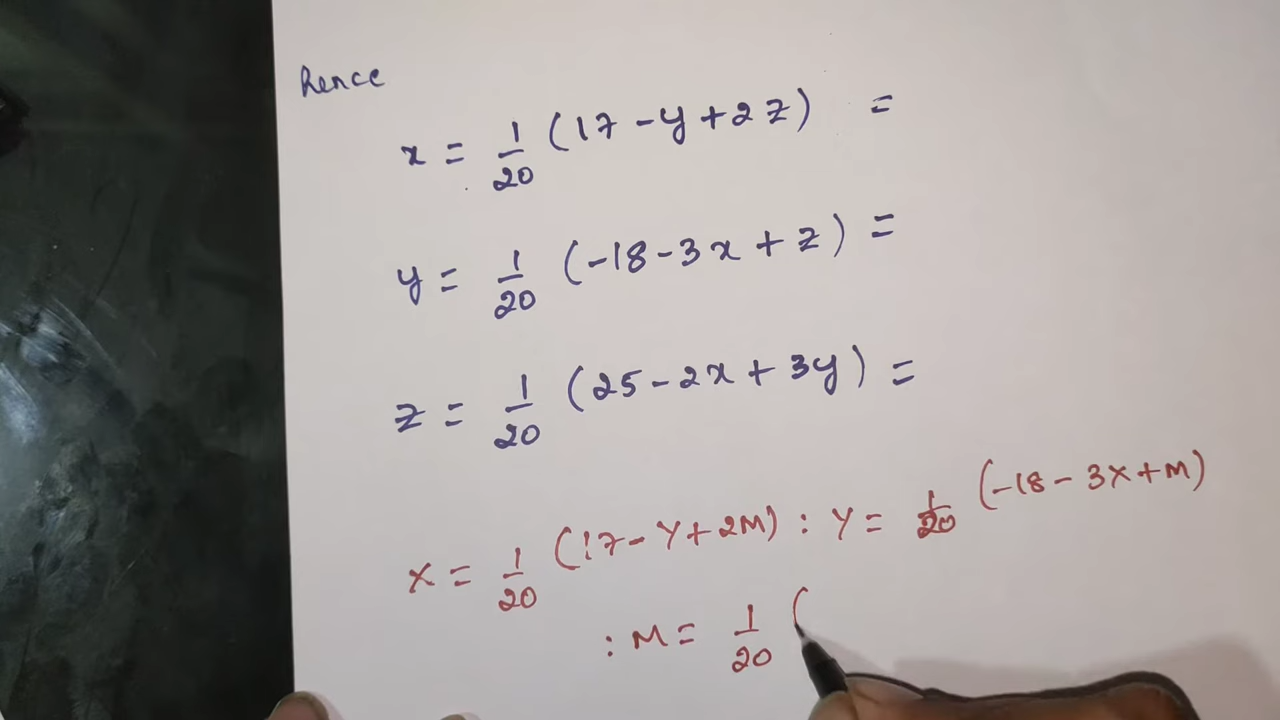 hence
x = 1/20 (17 - y + 2z) =
y = 1/20 (-18 - 3x + z) =
z = 1/20 (25 - 2x + 3y) =
X = 1/20 (17 - Y + 2M) : Y = 1/20 (-18 - 3X + M)
: M = 1/20 (